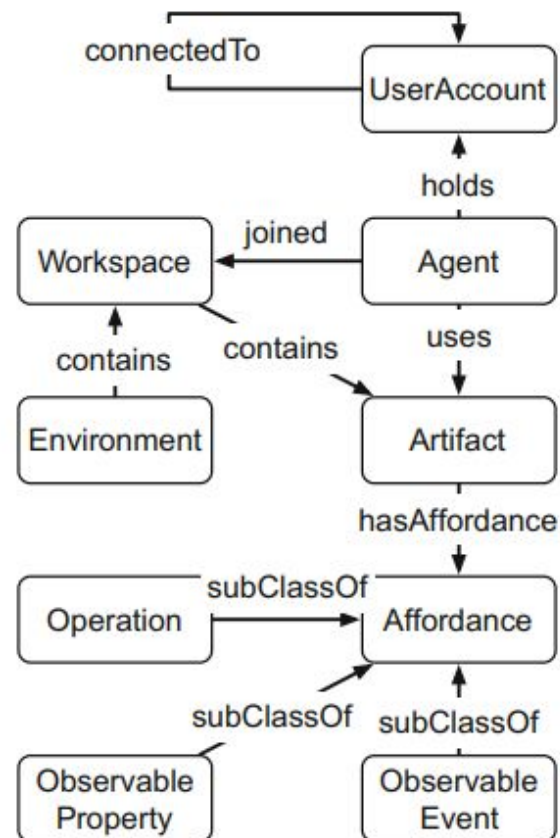 connectedTo
UserAccount
holds
joined
Workspace
Agent
contains
uses
contains
Environment
Artifact
hasAffordance
subClassOf
Operation
Affordance
subClassOf
subClassOf
Observable
Property
Observable
Event